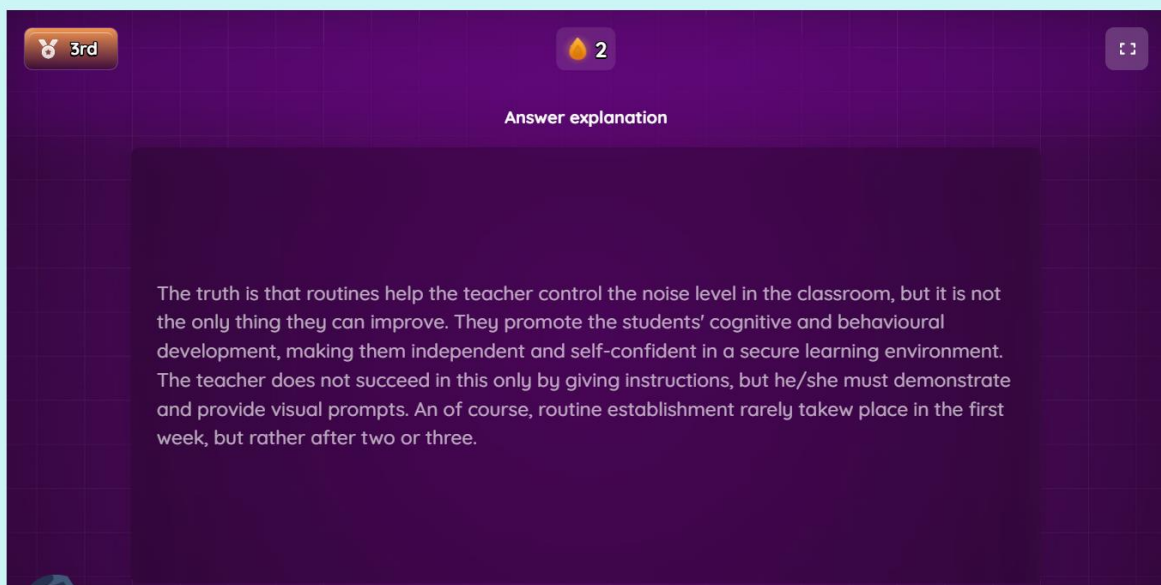 3rd
2
Answer explanation
The truth is that routines help the teacher control the noise level in the classroom, but it is not
the only thing they can improve. They promote the students' cognitive and behavioural
development, making them independent and self-confident in a secure learning environment.
The teacher does not succeed in this only by giving instructions, but he/she must demonstrate
and provide visual prompts. An of course, routine establishment rarely takew place in the first
week, but rather after two or three.